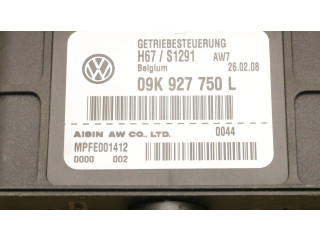 GETRIEBESTEUERUNG
H67 / S1291 AW7
Belgium 26.02.08
09K 927 750 L
AISIN AW CO., LTD. 0044
MPFE001412
0000 002